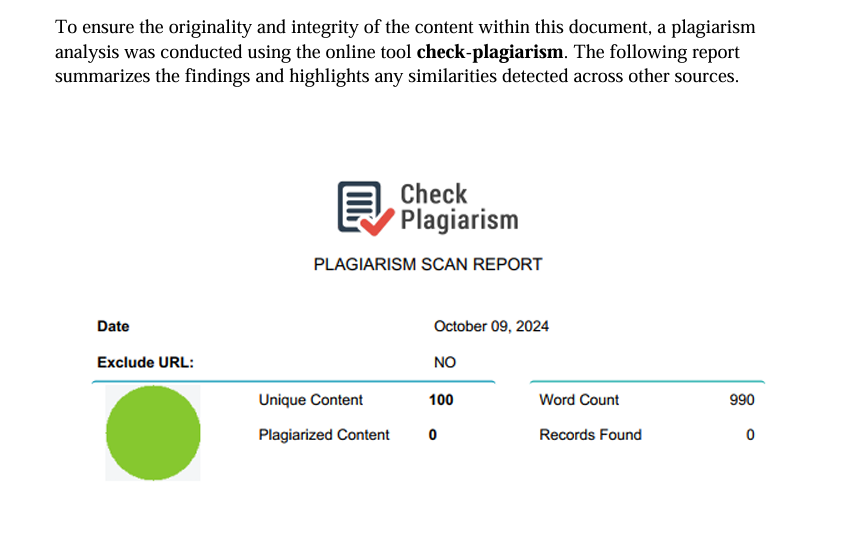 To ensure the originality and integrity of the content within this document, a plagiarism
analysis was conducted using the online tool check-plagiarism. The following report
summarizes the findings and highlights any similarities detected across other sources.
Check
Plagiarism
PLAGIARISM SCAN REPORT
Date October 09, 2024
Exclude URL: NO
Unique Content 100 Word Count 990
Plagiarized Content 0 Records Found 0